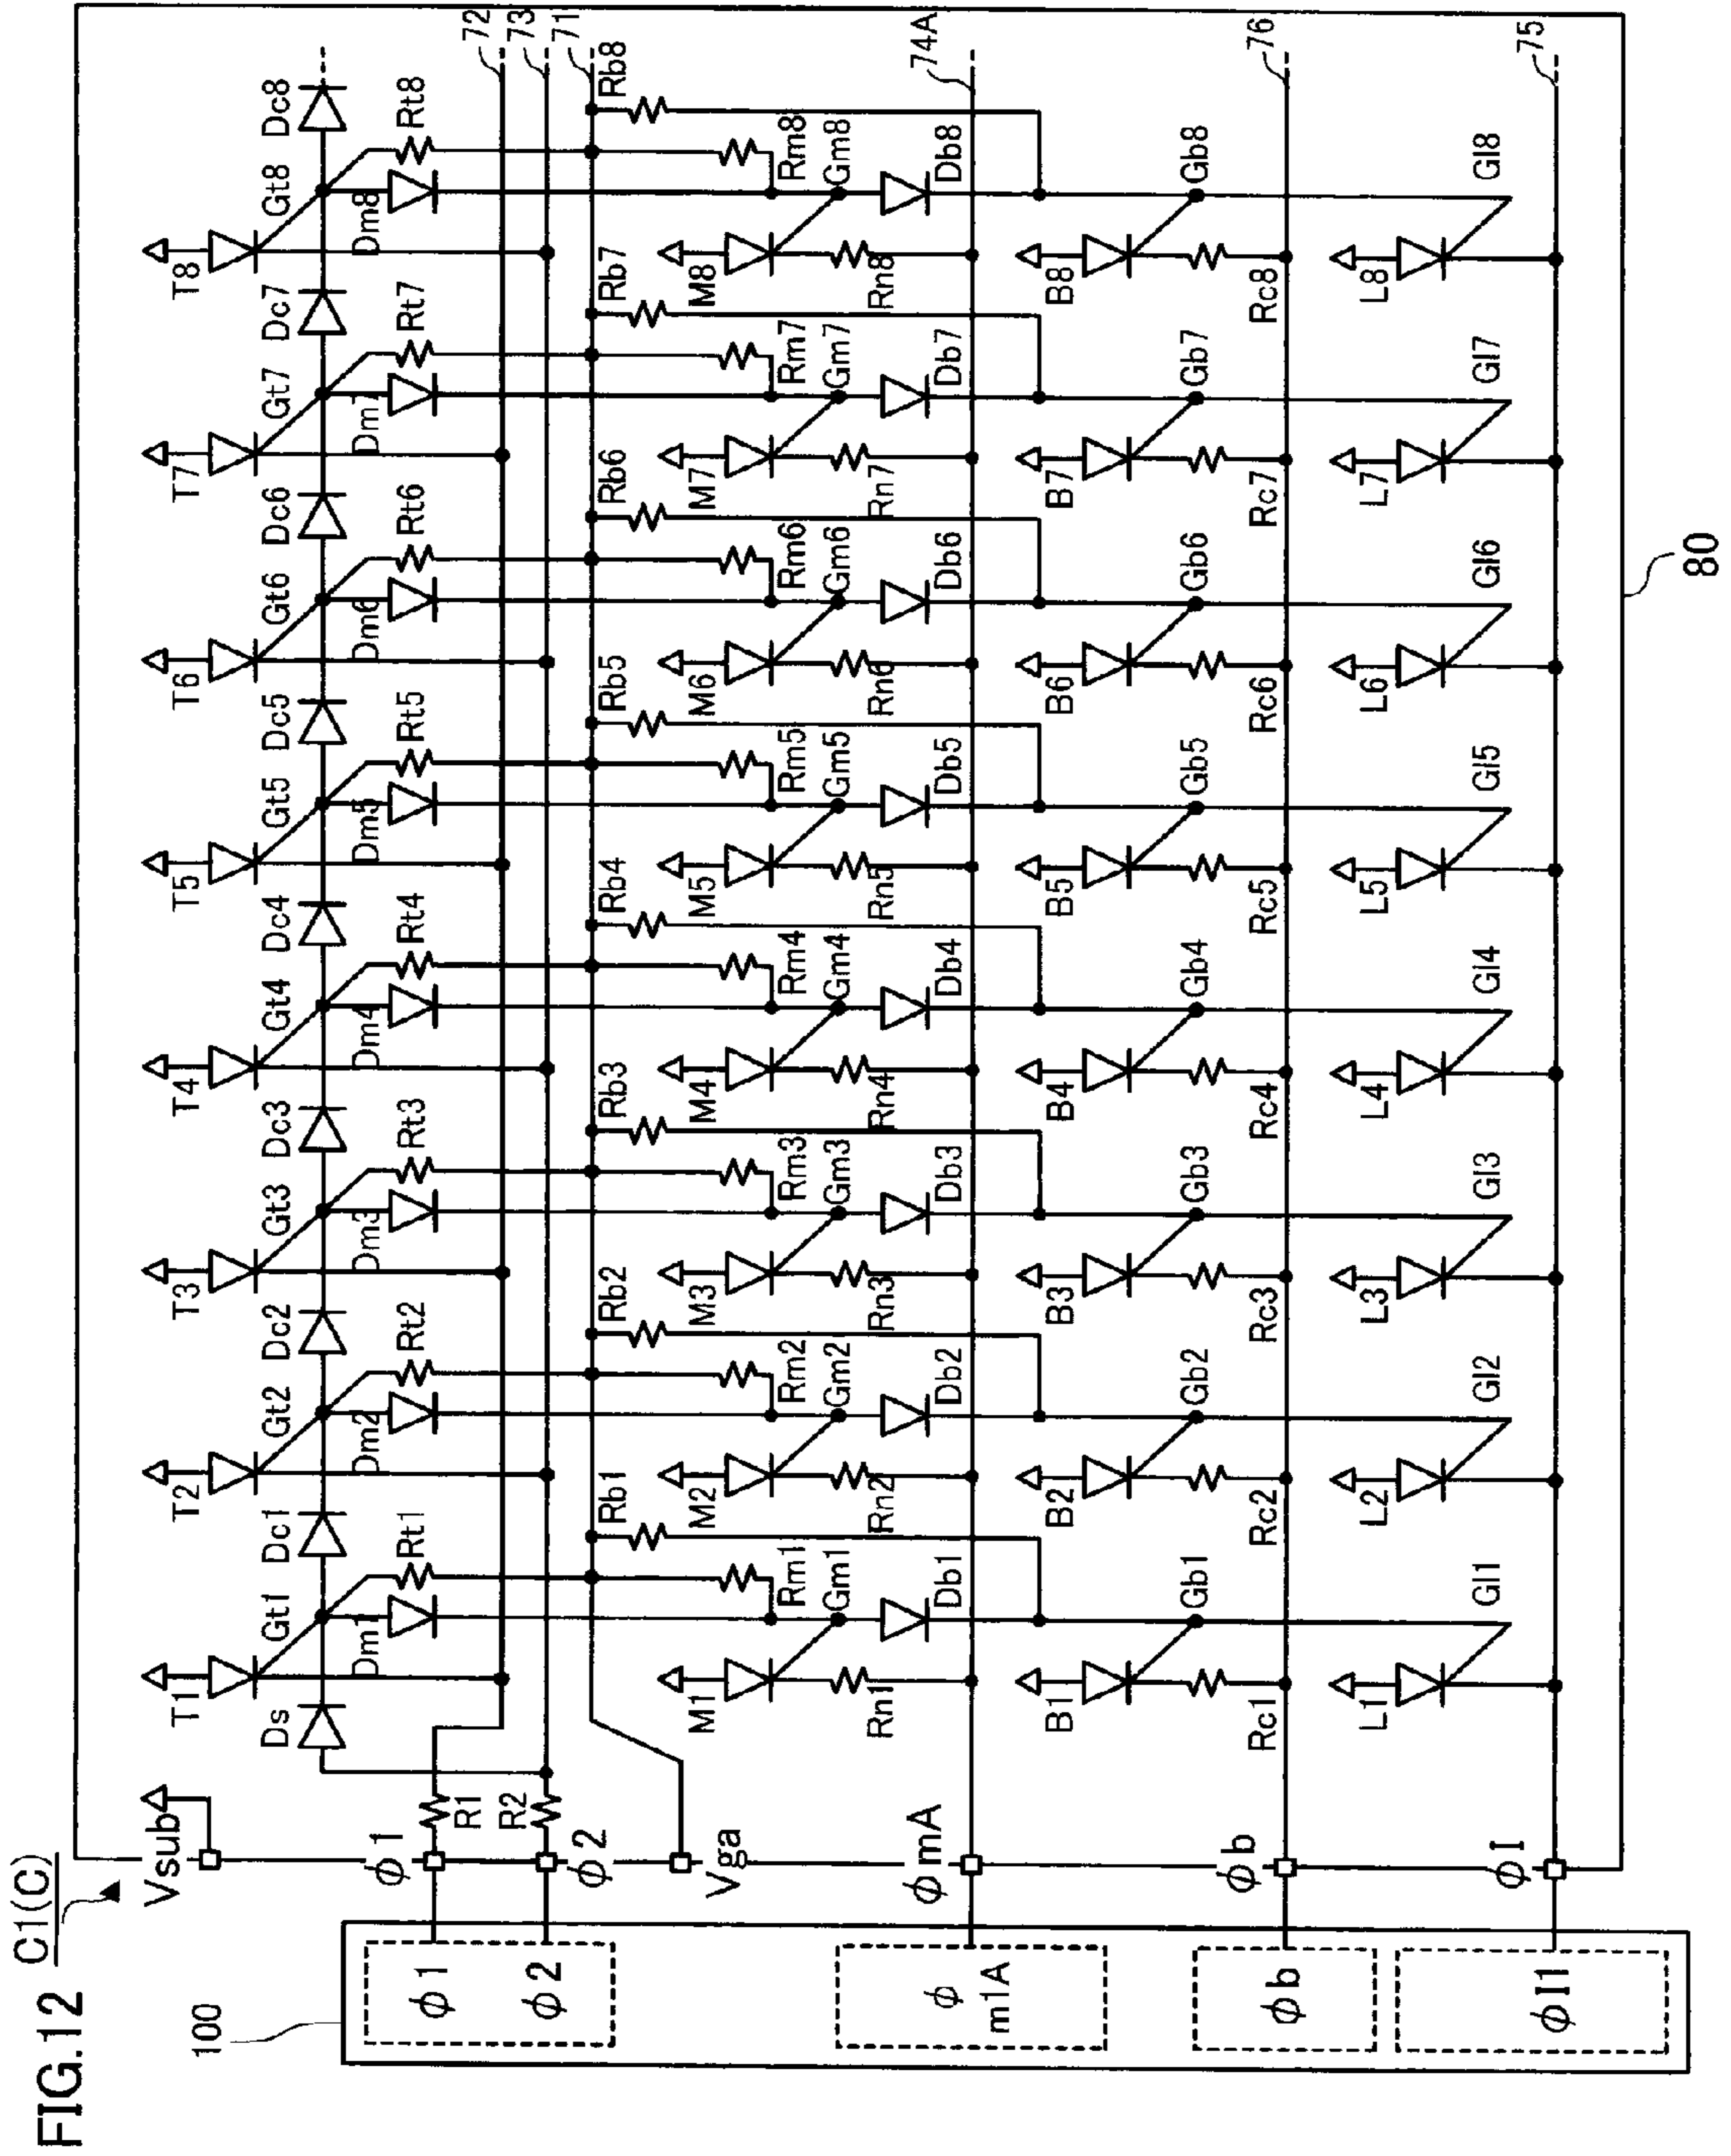 FIG.12
C1(C)
100
Vsub
ϕ1
ϕ2
Vga
ϕmA
ϕb
ϕI
ϕ1
ϕ2
ϕ
m1A
ϕb
ϕI1
R1
R2
T1 T2 T3 T4 T5 T6 T7 T8
Ds Dc1 Dc2 Dc3 Dc4 Dc5 Dc6 Dc7 Dc8
Gt1 Gt2 Gt3 Gt4 Gt5 Gt6 Gt7 Gt8
Dm1 Dm2 Dm3 Dm4 Dm5 Dm6 Dm7 Dm8
Rt1 Rt2 Rt3 Rt4 Rt5 Rt6 Rt7 Rt8
72
73
71
Rb1 Rb2 Rb3 Rb4 Rb5 Rb6 Rb7 Rb8
M1 M2 M3 M4 M5 M6 M7 M8
Rm1 Rm2 Rm3 Rm4 Rm5 Rm6 Rm7 Rm8
Gm1 Gm2 Gm3 Gm4 Gm5 Gm6 Gm7 Gm8
Rn1 Rn2 Rn3 Rn4 Rn5 Rn6 Rn7 Rn8
Db1 Db2 Db3 Db4 Db5 Db6 Db7 Db8
74A
B1 B2 B3 B4 B5 B6 B7 B8
Gb1 Gb2 Gb3 Gb4 Gb5 Gb6 Gb7 Gb8
Rc1 Rc2 Rc3 Rc4 Rc5 Rc6 Rc7 Rc8
76
L1 L2 L3 L4 L5 L6 L7 L8
Gl1 Gl2 Gl3 Gl4 Gl5 Gl6 Gl7 Gl8
75
80